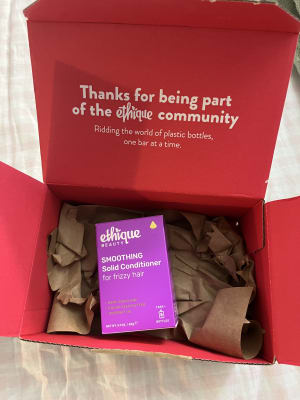 Thanks for being part
of the ethique community
Ridding the world of plastic bottles,
one bar at a time.
ethique
BEAUTY
SMOOTHING
Solid Conditioner
for frizzy hair